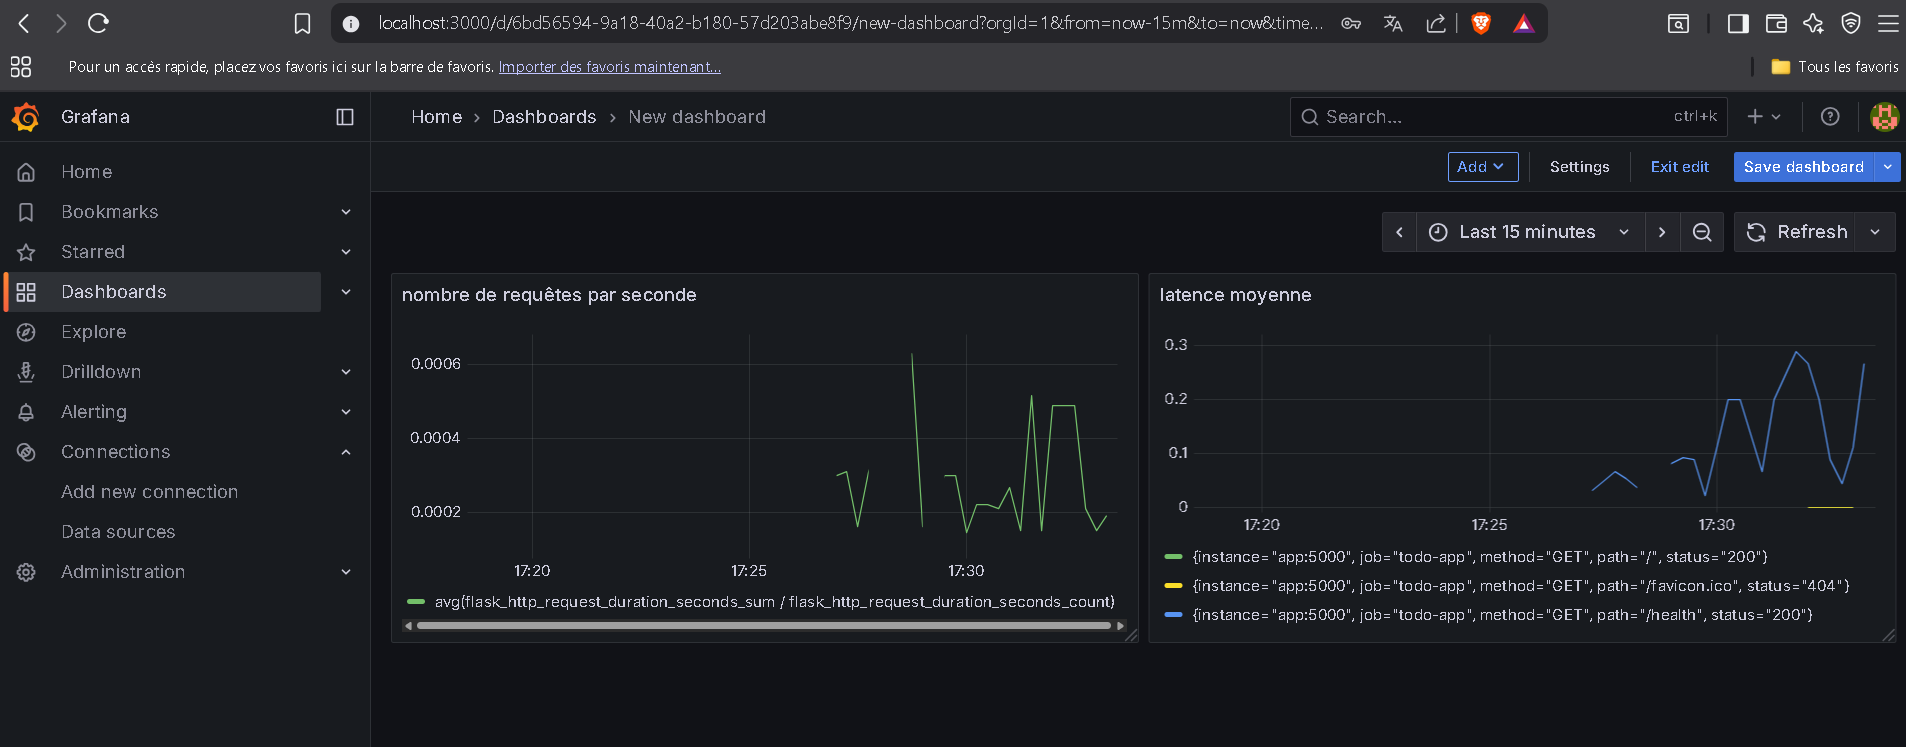 localhost:3000/d/6bd56594-9a18-40a2-b180-57d203abe8f9/new-dashboard?orgId=1&from=now-15m&to=now&time...
Pour un accès rapide, placez vos favoris ici sur la barre de favoris. Importer des favoris maintenant...
Tous les favoris
Grafana
Home › Dashboards › New dashboard
Search...
ctrl+k
Home
Bookmarks
Starred
Dashboards
Explore
Drilldown
Alerting
Connections
Add new connection
Data sources
Administration
Add
Settings
Exit edit
Save dashboard
Last 15 minutes
Refresh
nombre de requêtes par seconde
0.0006
0.0004
0.0002
17:20
17:25
17:30
avg(flask_http_request_duration_seconds_sum / flask_http_request_duration_seconds_count)
latence moyenne
0.3
0.2
0.1
0
17:20
17:25
17:30
{instance="app:5000", job="todo-app", method="GET", path="/", status="200"}
{instance="app:5000", job="todo-app", method="GET", path="/favicon.ico", status="404"}
{instance="app:5000", job="todo-app", method="GET", path="/health", status="200"}